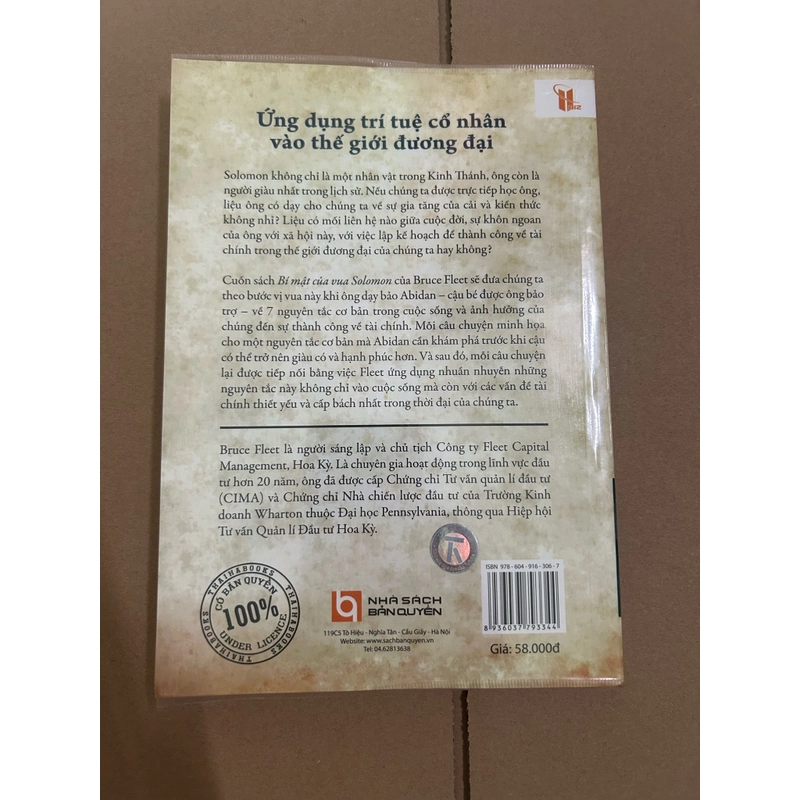 Ứng dụng trí tuệ cổ nhân
vào thế giới đương đại
Solomon không chỉ là một nhân vật trong Kinh Thánh, ông còn là
người giàu nhất trong lịch sử. Nếu chúng ta được trực tiếp học ông,
liệu ông có dạy cho chúng ta về sự gia tăng của cải và kiến thức
không nhỉ? Liệu có mối liên hệ nào giữa cuộc đời, sự khôn ngoan
của ông với xã hội này, với việc lập kế hoạch để thành công về tài
chính trong thế giới đương đại của chúng ta hay không?
Cuốn sách Bí mật của vua Solomon của Bruce Fleet sẽ đưa chúng ta
theo bước vị vua này khi ông dạy bảo Abidan – cậu bé được ông bảo
trợ – về 7 nguyên tắc cơ bản trong cuộc sống và ảnh hưởng của
chúng đến sự thành công về tài chính. Mỗi câu chuyện minh họa
cho một nguyên tắc cơ bản mà Abidan cần khám phá trước khi cậu
có thể trở nên giàu có và hạnh phúc hơn. Và sau đó, mỗi câu chuyện
lại được tiếp nối bằng việc Fleet ứng dụng nhuần nhuyễn những
nguyên tắc này không chỉ vào cuộc sống mà còn với các vấn đề tài
chính thiết yếu và cấp bách nhất trong thời đại của chúng ta.
Bruce Fleet là người sáng lập và chủ tịch Công ty Fleet Capital
Management, Hoa Kỳ. Là chuyên gia hoạt động trong lĩnh vực đầu
tư hơn 20 năm, ông đã được cấp Chứng chỉ Tư vấn quản lí đầu tư
(CIMA) và Chứng chỉ Nhà chiến lược đầu tư của Trường Kinh
doanh Wharton thuộc Đại học Pennsylvania, thông qua Hiệp hội
Tư vấn Quản lí Đầu tư Hoa Kỳ.
THAIHABOOKS
CÓ BẢN QUYỀN
100%
UNDER LICENCE
THAIHABOOKS
THAIHABOOKS
NHÀ SÁCH
BẢN QUYỀN
119C5 Tô Hiệu - Nghĩa Tân - Cầu Giấy - Hà Nội
Website: www.sachbanquyen.vn
Tel: 04.62813638
ISBN 978-604-916-306-7
8 936037 793344
Giá: 58.000đ